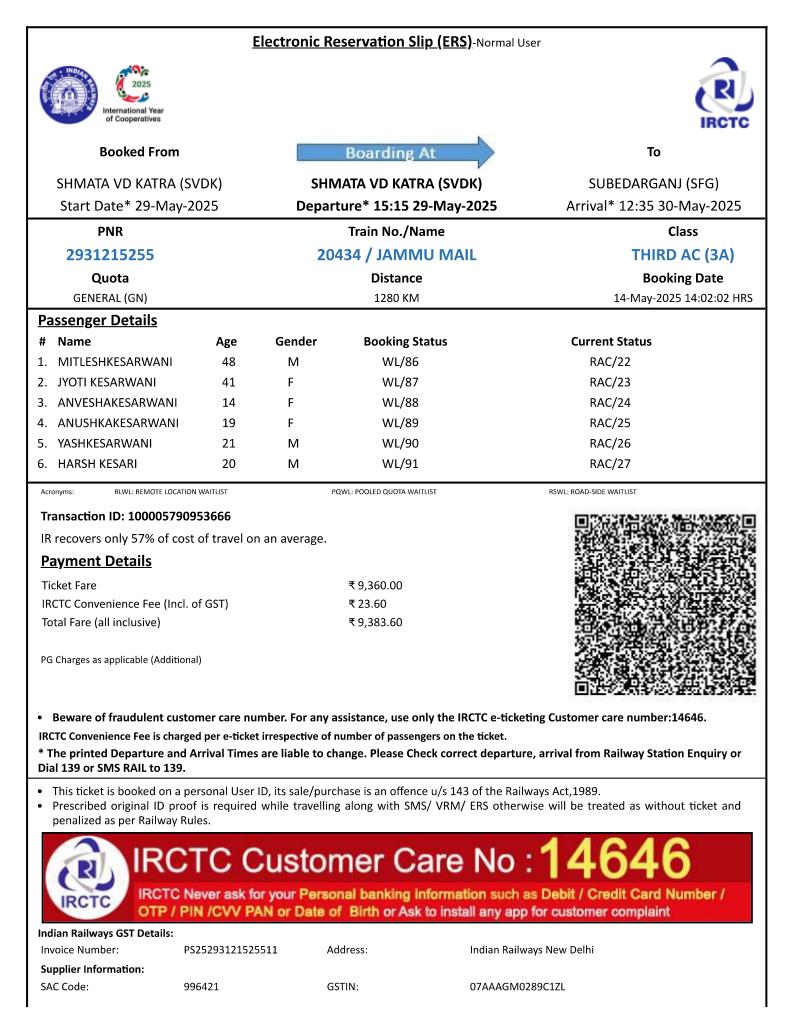 Electronic Reservation Slip (ERS)-Normal User
INDIAN RAILWAYS
2025
International Year
of Cooperatives
IRCTC
Booked From
Boarding At
To
SHMATA VD KATRA (SVDK)
SHMATA VD KATRA (SVDK)
SUBEDARGANJ (SFG)
Start Date* 29-May-2025
Departure* 15:15 29-May-2025
Arrival* 12:35 30-May-2025
PNR
Train No./Name
Class
2931215255
20434 / JAMMU MAIL
THIRD AC (3A)
Quota
Distance
Booking Date
GENERAL (GN)
1280 KM
14-May-2025 14:02:02 HRS
Passenger Details
# Name Age Gender Booking Status Current Status
1. MITLESHKESARWANI 48 M WL/86 RAC/22
2. JYOTI KESARWANI 41 F WL/87 RAC/23
3. ANVESHAKESARWANI 14 F WL/88 RAC/24
4. ANUSHKAKESARWANI 19 F WL/89 RAC/25
5. YASHKESARWANI 21 M WL/90 RAC/26
6. HARSH KESARI 20 M WL/91 RAC/27
Acronyms: RLWL: REMOTE LOCATION WAITLIST PQWL: POOLED QUOTA WAITLIST RSWL: ROAD-SIDE WAITLIST
Transaction ID: 100005790953666
IR recovers only 57% of cost of travel on an average.
Payment Details
Ticket Fare ₹ 9,360.00
IRCTC Convenience Fee (Incl. of GST) ₹ 23.60
Total Fare (all inclusive) ₹ 9,383.60
PG Charges as applicable (Additional)
• Beware of fraudulent customer care number. For any assistance, use only the IRCTC e-ticketing Customer care number:14646.
IRCTC Convenience Fee is charged per e-ticket irrespective of number of passengers on the ticket.
* The printed Departure and Arrival Times are liable to change. Please Check correct departure, arrival from Railway Station Enquiry or
Dial 139 or SMS RAIL to 139.
• This ticket is booked on a personal User ID, its sale/purchase is an offence u/s 143 of the Railways Act,1989.
• Prescribed original ID proof is required while travelling along with SMS/ VRM/ ERS otherwise will be treated as without ticket and
penalized as per Railway Rules.
IRCTC
IRCTC Customer Care No : 14646
IRCTC Never ask for your Personal banking information such as Debit / Credit Card Number /
OTP / PIN /CVV PAN or Date of Birth or Ask to install any app for customer complaint
Indian Railways GST Details:
Invoice Number: PS25293121525511 Address: Indian Railways New Delhi
Supplier Information:
SAC Code: 996421 GSTIN: 07AAAGM0289C1ZL